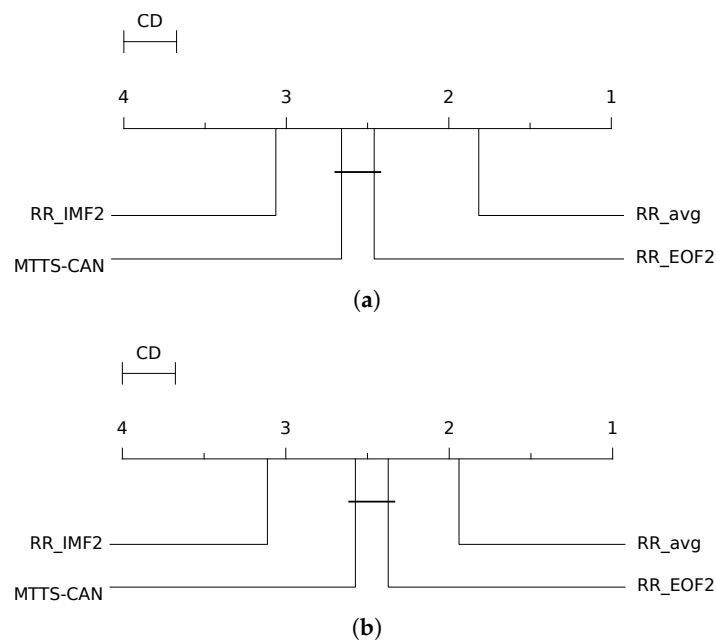 CD
4 3 2 1
RR_IMF2 RR_avg
MTTS-CAN RR_EOF2
(a)
CD
4 3 2 1
RR_IMF2 RR_avg
MTTS-CAN RR_EOF2
(b)